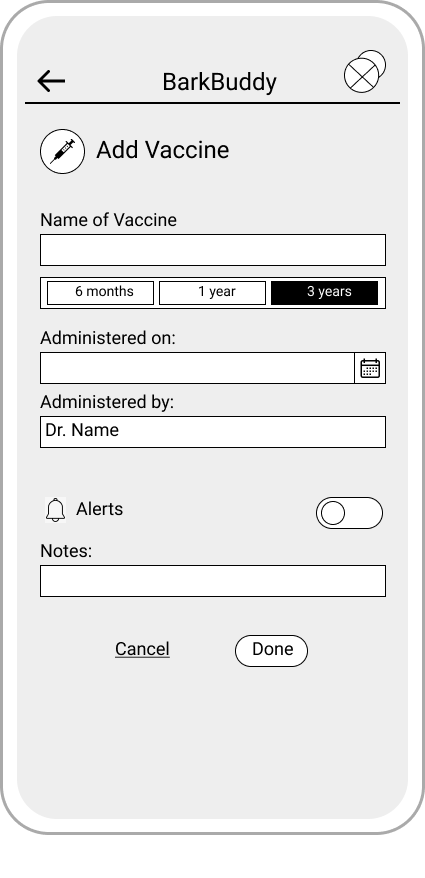 BarkBuddy
Add Vaccine
Name of Vaccine
6 months 1 year 3 years
Administered on:
Administered by:
Dr. Name
Alerts
Notes:
Cancel Done